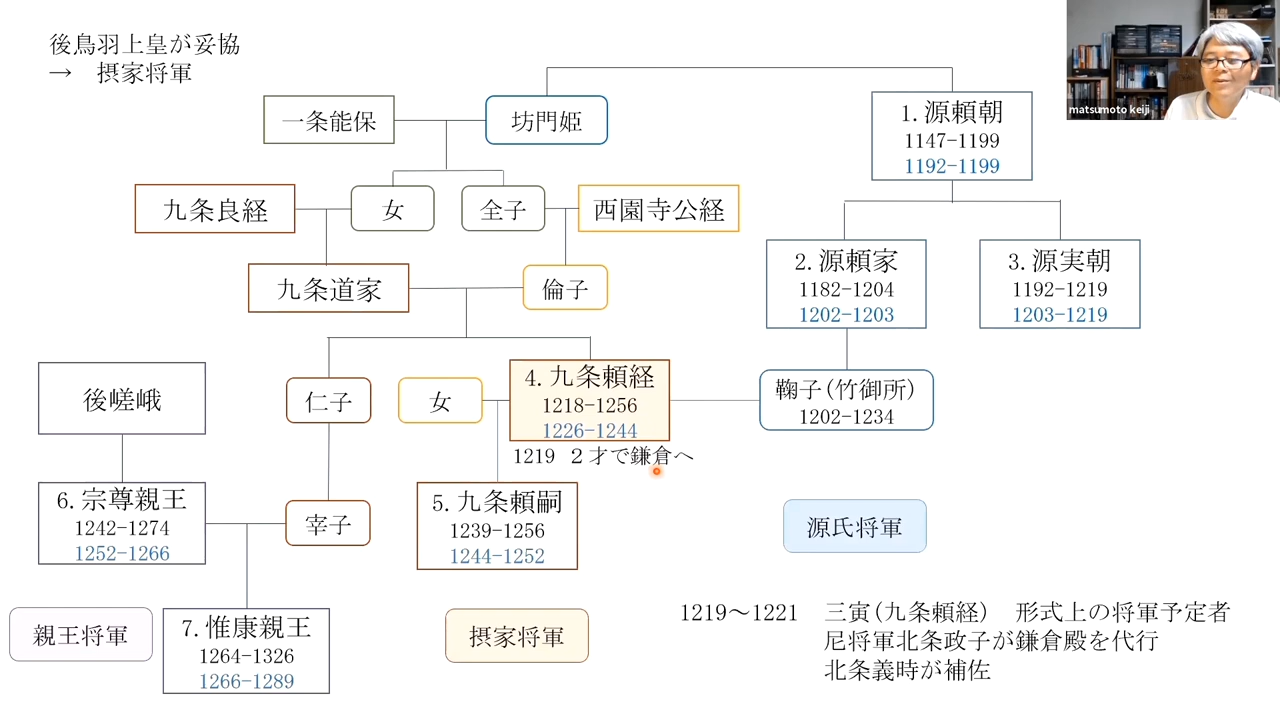 後鳥羽上皇が妥協
→　摂家将軍
matsumoto keiji
一条能保
坊門姫
1.源頼朝
1147-1199
1192-1199
九条良経
女
全子
西園寺公経
九条道家
倫子
2.源頼家
1182-1204
1202-1203
3.源実朝
1192-1219
1203-1219
後嵯峨
仁子
女
4.九条頼経
1218-1256
1226-1244
1219　２才で鎌倉へ
鞠子(竹御所)
1202-1234
6.宗尊親王
1242-1274
1252-1266
宰子
5.九条頼嗣
1239-1256
1244-1252
源氏将軍
親王将軍
7.惟康親王
1264-1326
1266-1289
摂家将軍
1219～1221　三寅(九条頼経)　形式上の将軍予定者
尼将軍北条政子が鎌倉殿を代行
北条義時が補佐